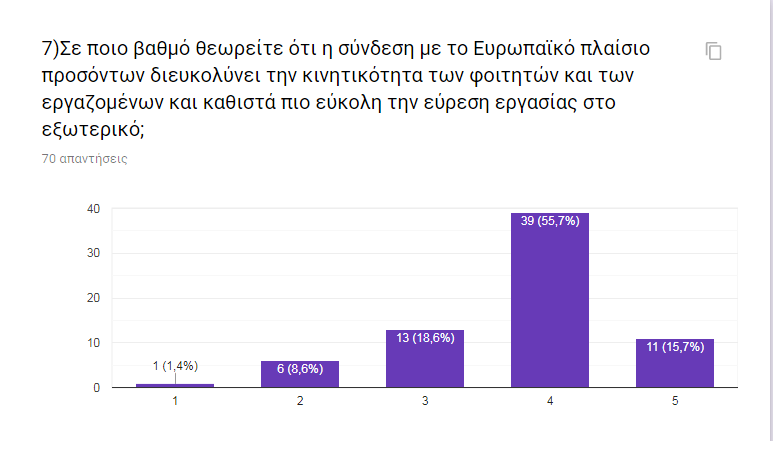 7)Σε ποιο βαθμό θεωρείτε ότι η σύνδεση με το Ευρωπαϊκό πλαίσιο
προσόντων διευκολύνει την κινητικότητα των φοιτητών και των
εργαζομένων και καθιστά πιο εύκολη την εύρεση εργασίας στο
εξωτερικό;
70 απαντήσεις
40
30
20
10
0
1 (1,4%)
6 (8,6%)
13 (18,6%)
39 (55,7%)
11 (15,7%)
1 2 3 4 5